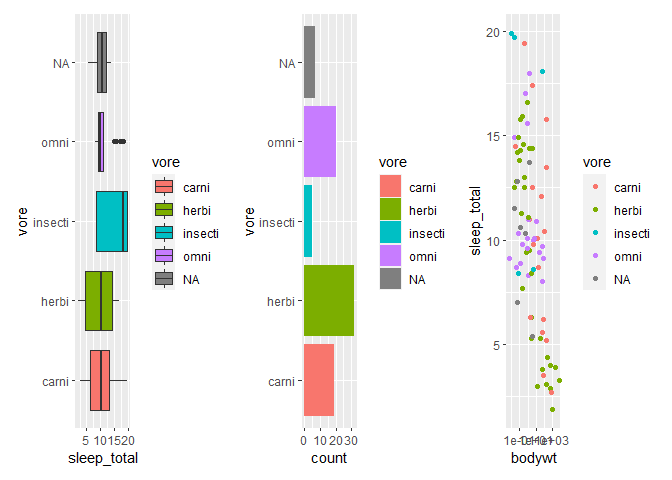 vore
NA
omni
insecti
herbi
carni
5 10 15 20
sleep_total
vore
carni
herbi
insecti
omni
NA
vore
NA
omni
insecti
herbi
carni
0 10 20 30
count
vore
carni
herbi
insecti
omni
NA
sleep_total
20
15
10
5
bodywt
vore
carni
herbi
insecti
omni
NA